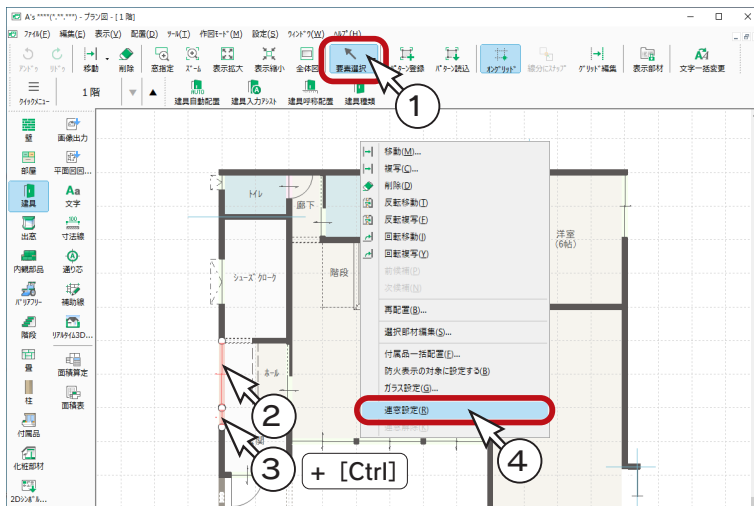 A's ****(*.**.***) - プラン図 - [1 階]
ファイル(F) 編集(E) 表示(V) 配置(D) ツール(T) 作図モード(M) 設定(S) ウィンドウ(W) ヘルプ(H)
アンドゥ リドゥ 移動 削除 窓指定 ズーム 表示拡大 表示縮小 全体図 要素選択 パターン登録 パターン読込 オングリッド 線分にスナップ グリッド編集 表示部材 文字一括変更
クイックメニュー 1 階 ▼ ▲ AUTO 建具自動配置 建具入力アシスト 建具呼称配置 建具種類
1
壁 画像出力
部屋 平面図図...
建具 Aa 文字
出窓 100 寸法線
内観部品 通り芯
バリアフリー 補助線
階段 リアルタイム3D...
畳 面積算定
柱 面積表
付属品
化粧部材
2Dシンボル...
トイレ
廊下
洋室
(6帖)
階段
シューズクローク
ホール
関
移動(M)...
複写(C)...
削除(D)
反転移動(T)
反転複写(F)
回転移動(I)
回転複写(Y)
前候補(P)
次候補(N)
再配置(B)...
選択部材編集(S)...
付属品一括配置(E)...
防火表示の対象に設定する(B)
ガラス設定(G)...
連窓設定(R)
2
3
+ [Ctrl]
4